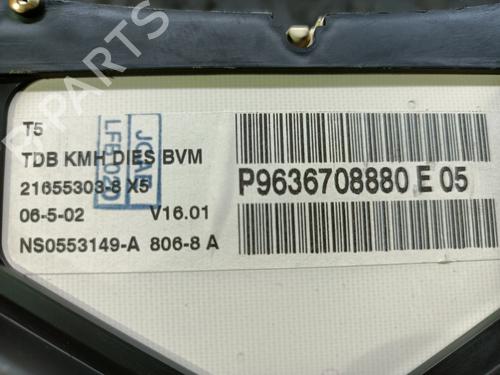 T5
TDB KMH DIES BVM
21655303-8 X5
06-5-02 V16.01
NS0553149-A 806-8 A
P9636708880 E 05
B-PARTS